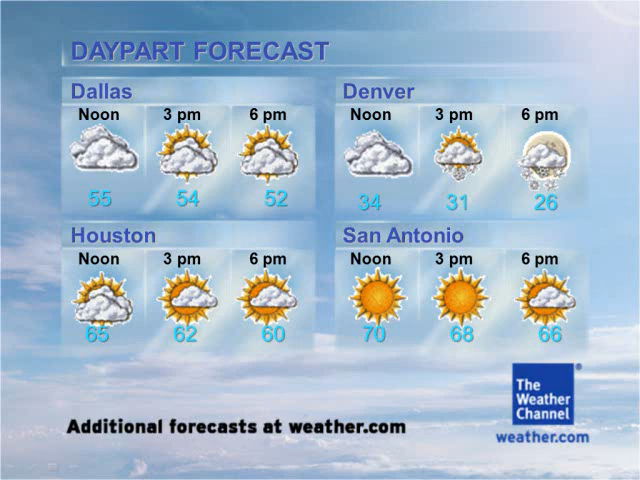 DAYPART FORECAST
Dallas
Noon 3 pm 6 pm
55 54 52
Denver
Noon 3 pm 6 pm
34 31 26
Houston
Noon 3 pm 6 pm
65 62 60
San Antonio
Noon 3 pm 6 pm
70 68 66
The
Weather
Channel
®
weather.com
Additional forecasts at weather.com